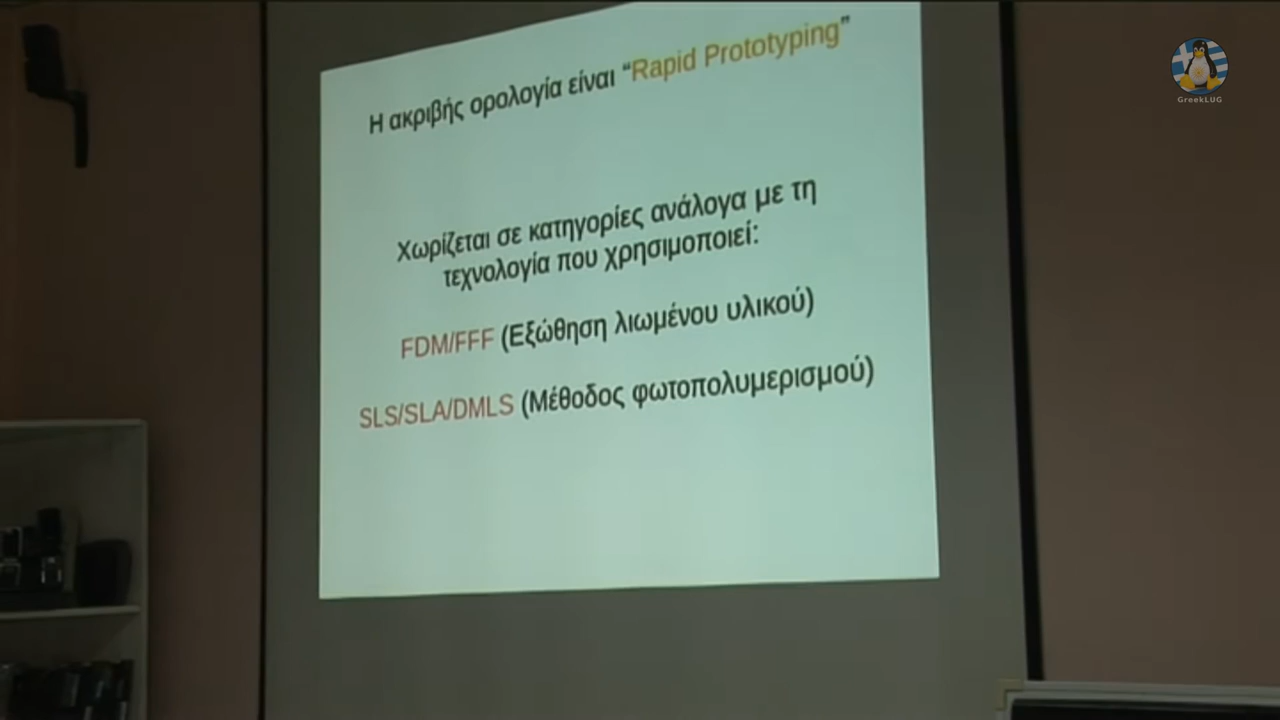 Η ακριβής ορολογία είναι “Rapid Prototyping”
Χωρίζεται σε κατηγορίες ανάλογα με τη
τεχνολογία που χρησιμοποιεί:
FDM/FFF (Εξώθηση λιωμένου υλικού)
SLS/SLA/DMLS (Μέθοδος φωτοπολυμερισμού)
GreekLUG